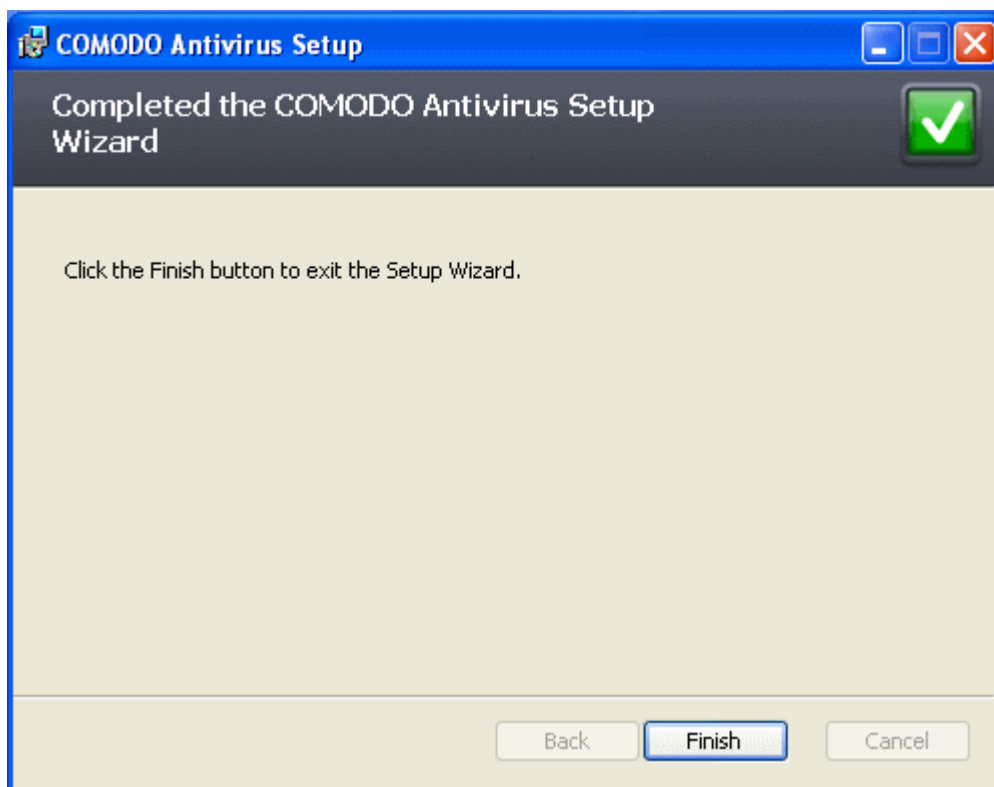 COMODO Antivirus Setup
Completed the COMODO Antivirus Setup
Wizard
Click the Finish button to exit the Setup Wizard.
Back
Finish
Cancel